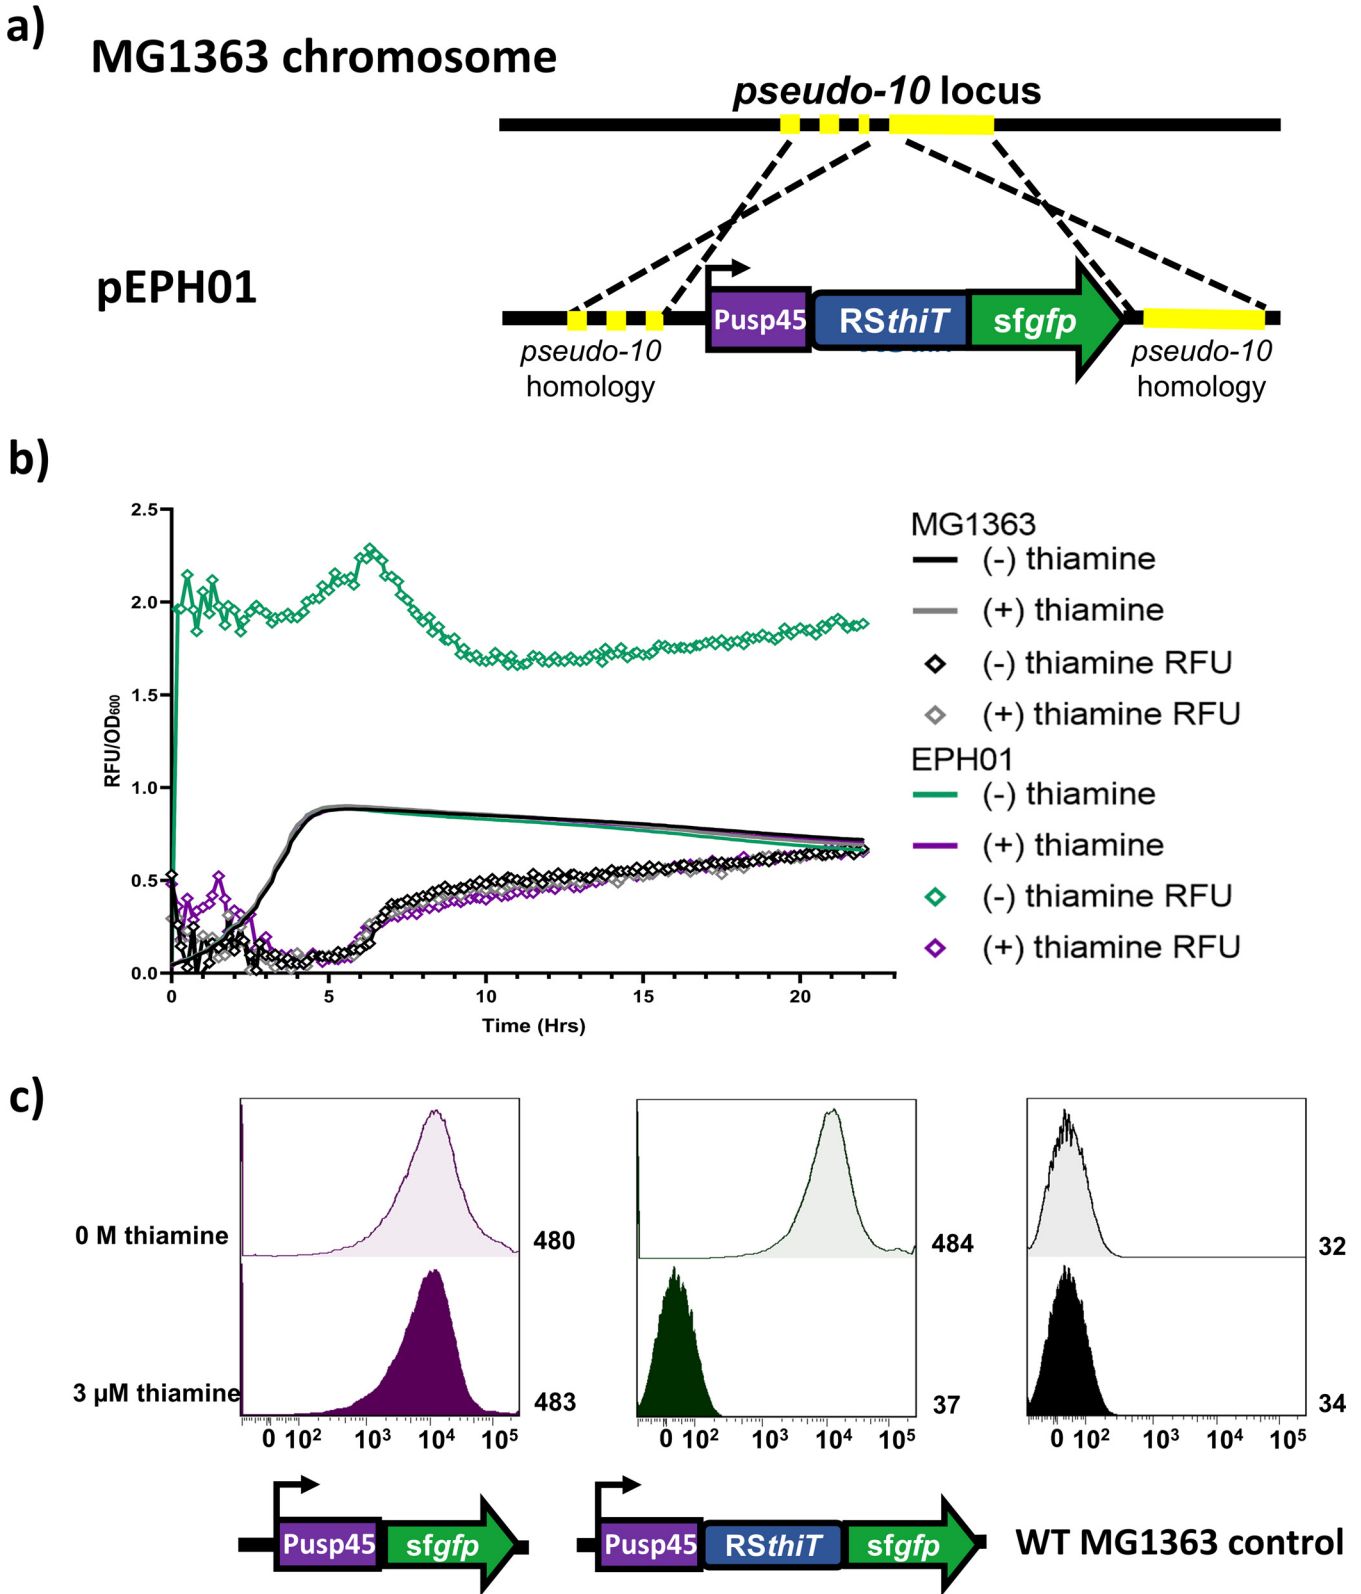 a)
MG1363 chromosome
pseudo-10 locus
pEPH01
Pusp45 RSthiT sfgfp
pseudo-10
homology
pseudo-10
homology
b)
2.5
2.0
1.5
1.0
0.5
0.0
RFU/OD600
0 5 10 15 20
Time (Hrs)
MG1363
(-) thiamine
(+) thiamine
(-) thiamine RFU
(+) thiamine RFU
EPH01
(-) thiamine
(+) thiamine
(-) thiamine RFU
(+) thiamine RFU
c)
0 M thiamine
480
484
32
3 µM thiamine
483
37
34
0 10² 10³ 10⁴ 10⁵
0 10² 10³ 10⁴ 10⁵
0 10² 10³ 10⁴ 10⁵
Pusp45 sfgfp
Pusp45 RSthiT sfgfp
WT MG1363 control